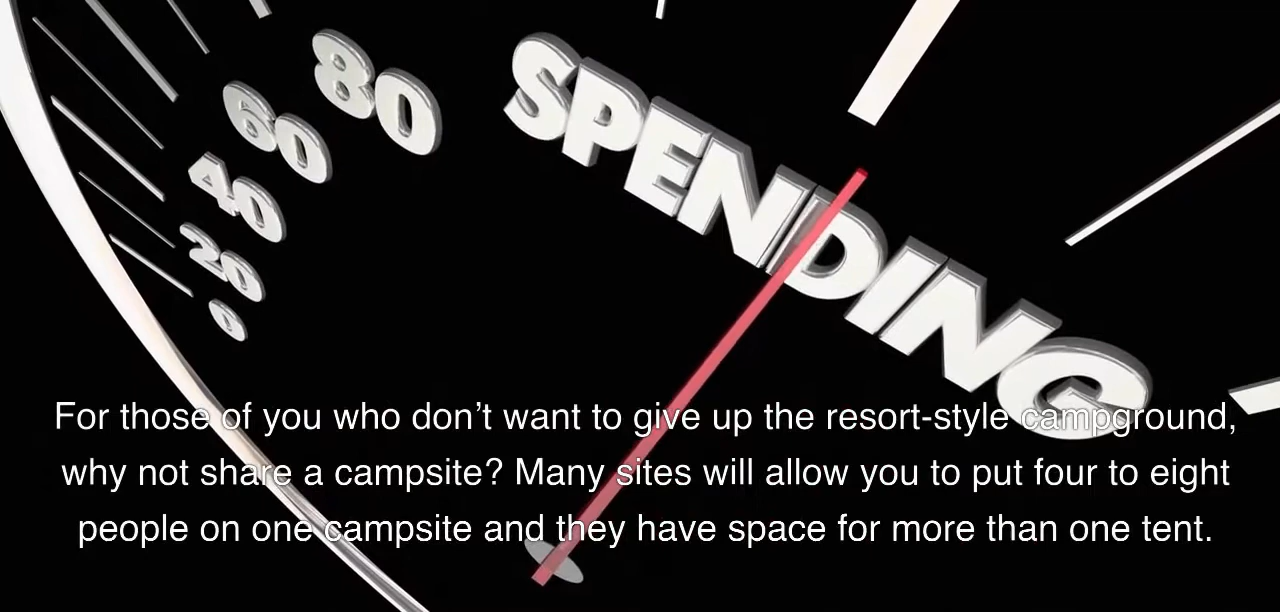 80
60
40
20
0
SPENDING
For those of you who don’t want to give up the resort-style campground,
why not share a campsite? Many sites will allow you to put four to eight
people on one campsite and they have space for more than one tent.